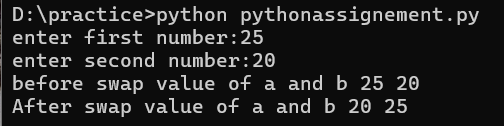 D:\practice>python pythonassignement.py
enter first number:25
enter second number:20
before swap value of a and b 25 20
After swap value of a and b 20 25